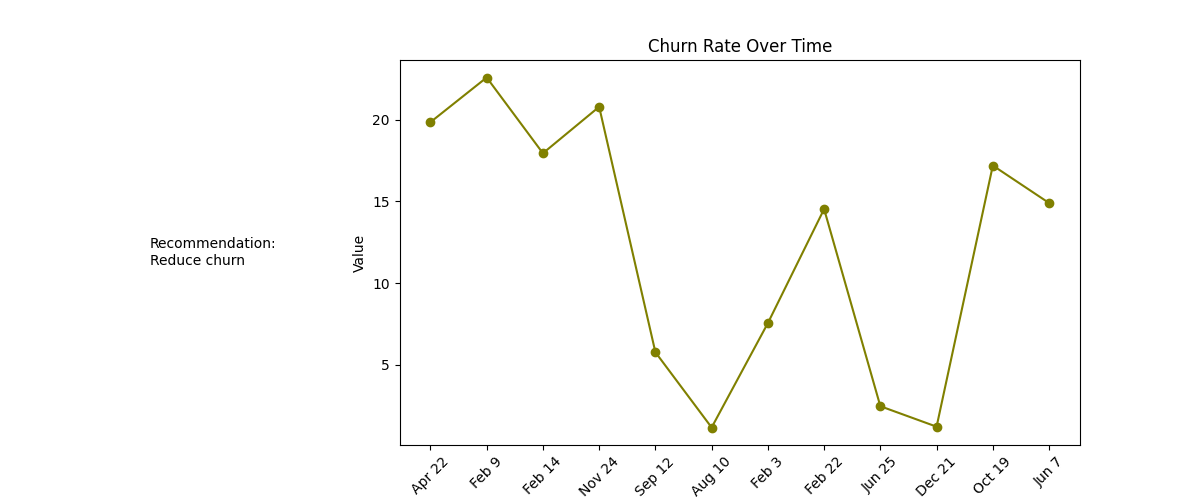 Churn Rate Over Time
Recommendation:
Reduce churn
Value
20
15
10
5
Apr 22
Feb 9
Feb 14
Nov 24
Sep 12
Aug 10
Feb 3
Feb 22
Jun 25
Dec 21
Oct 19
Jun 7